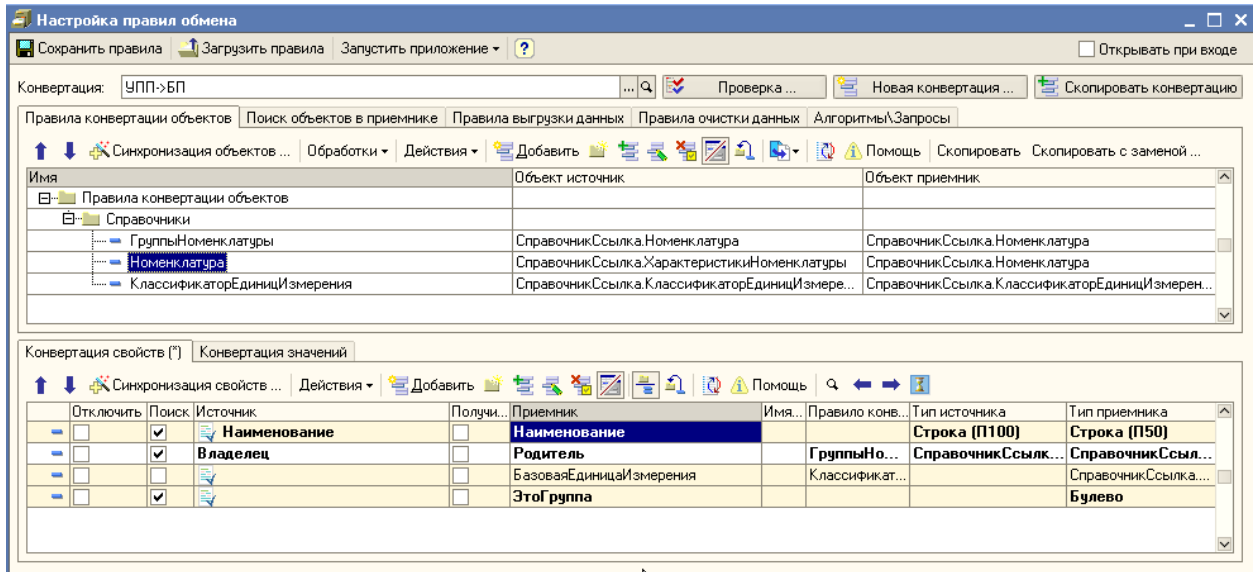 Настройка правил обмена
Сохранить правила Загрузить правила Запустить приложение Открывать при входе
Конвертация: УПП->БП ... Проверка ... Новая конвертация ... Скопировать конвертацию
Правила конвертации объектов Поиск объектов в приемнике Правила выгрузки данных Правила очистки данных Алгоритмы\Запросы
Синхронизация объектов ... Обработки Действия Добавить Помощь Скопировать Скопировать с заменой ...
Имя Объект источник Объект приемник
Правила конвертации объектов
Справочники
ГруппыНоменклатуры СправочникСсылка.Номенклатура СправочникСсылка.Номенклатура
Номенклатура СправочникСсылка.ХарактеристикиНоменклатуры СправочникСсылка.Номенклатура
КлассификаторЕдиницИзмерения СправочникСсылка.КлассификаторЕдиницИзмере... СправочникСсылка.КлассификаторЕдиницИзмерен...
Конвертация свойств (*) Конвертация значений
Синхронизация свойств ... Действия Добавить Помощь
Отключить Поиск Источник Получи... Приемник Имя... Правило конв... Тип источника Тип приемника
Наименование Наименование Строка (П100) Строка (П50)
Владелец Родитель ГруппыНо... СправочникСсылк... СправочникСсыл...
БазоваяЕдиницаИзмерения Классификат... СправочникСсылка....
ЭтоГруппа Булево